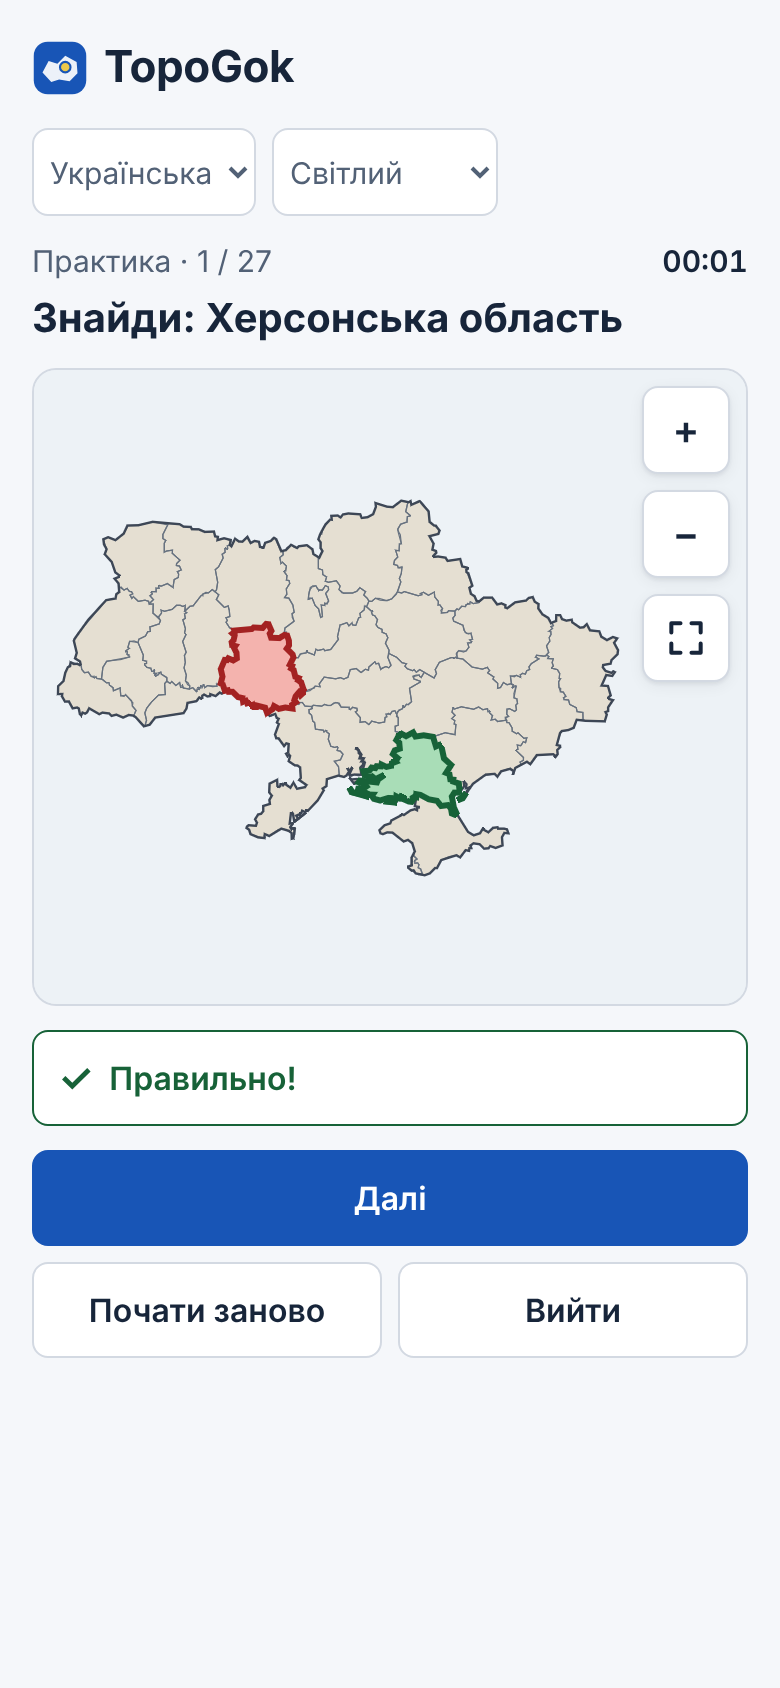 TopoGok
Українська
Світлий
Практика · 1 / 27
00:01
Знайди: Херсонська область
+
−
Правильно!
Далі
Почати заново
Вийти